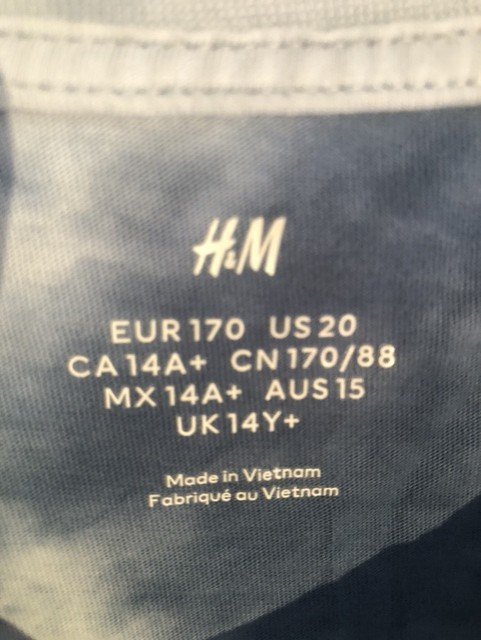 H&M
EUR 170 US 20
CA 14A+ CN 170/88
MX 14A+ AUS 15
UK 14Y+
Made in Vietnam
Fabriqué au Vietnam